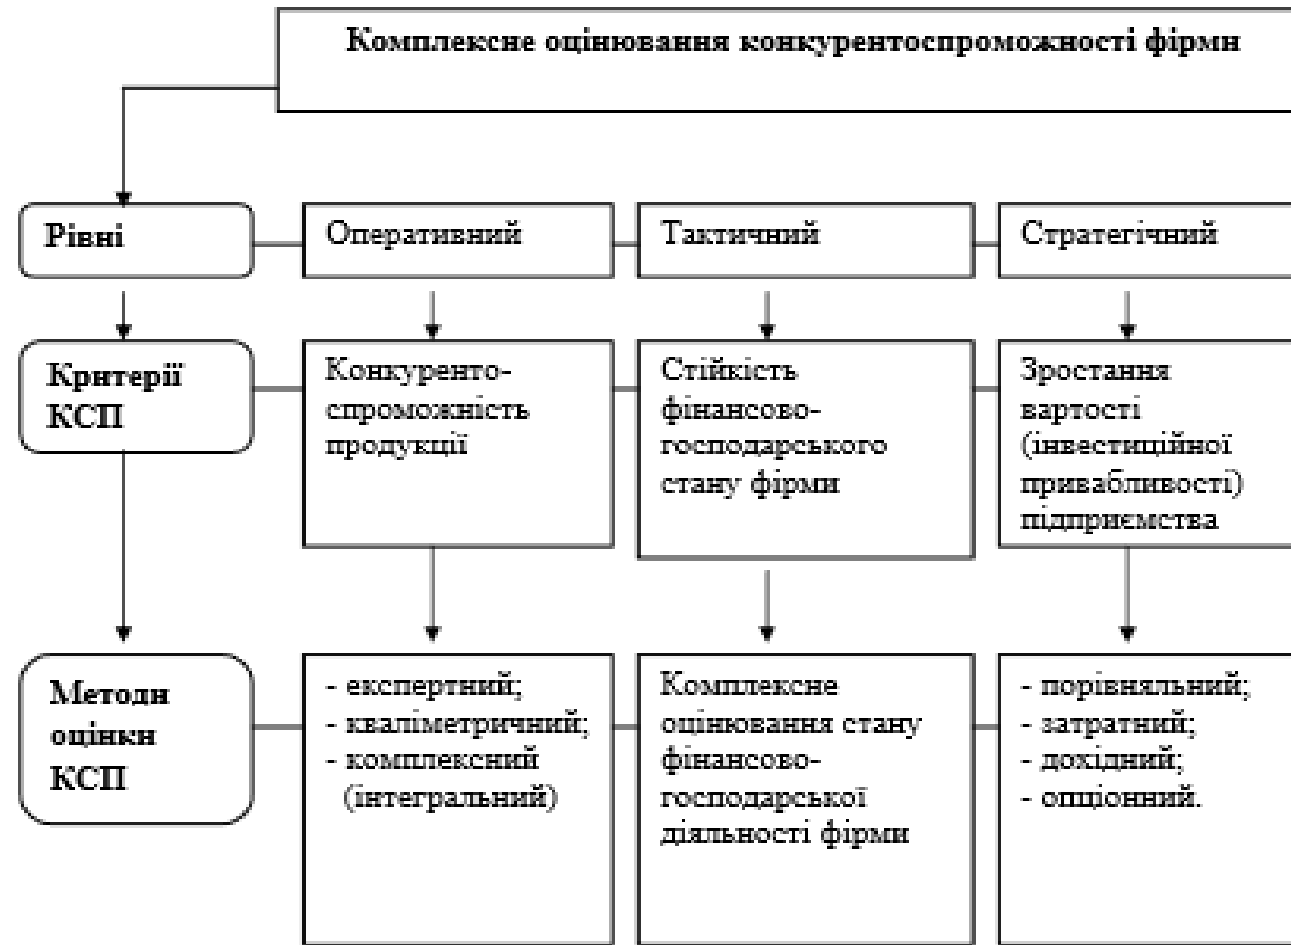 Комплексне оцінювання конкурентоспроможності фірми
Рівні
Оперативний
Тактичний
Стратегічний
Критерії
КСП
Конкуренто-
спроможність
продукції
Стійкість
фінансово-
господарського
стану фірми
Зростання
вартості
(інвестиційної
привабливості)
підприємства
Методи
оцінки
КСП
- експертний;
- кваліметричний;
- комплексний
(інтегральний)
Комплексне
оцінювання стану
фінансово-
господарської
діяльності фірми
- порівняльний;
- затратний;
- дохідний;
- опціонний.